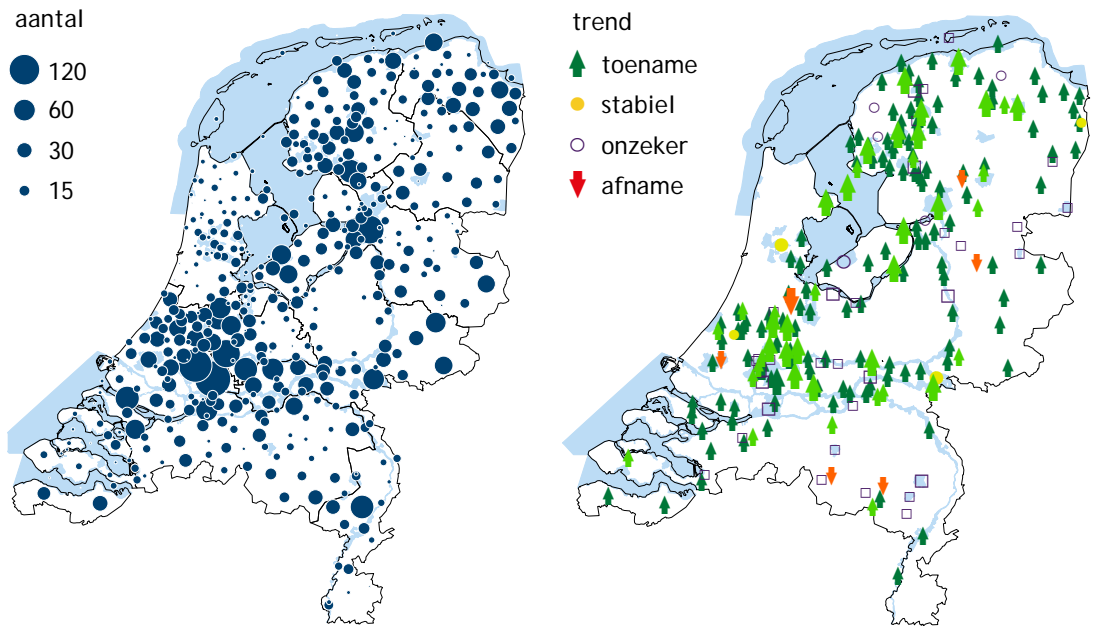 aantal
120
60
30
15
trend
toename
stabiel
onzeker
afname